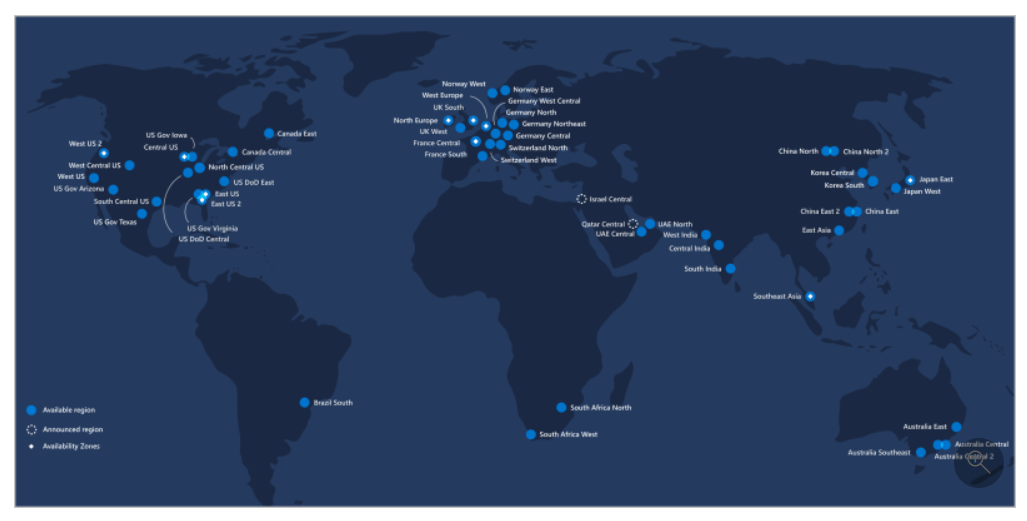 Norway West
Norway East
West Europe
Germany West Central
UK South
Germany North
North Europe
Germany Northeast
UK West
Germany Central
France Central
Switzerland North
France South
Switzerland West
US Gov Iowa
Canada East
West US 2
Central US
Canada Central
West Central US
North Central US
West US
US DoD East
US Gov Arizona
East US
South Central US
East US 2
US Gov Texas
US Gov Virginia
US DoD Central
China North
China North 2
Korea Central
Japan East
Korea South
Japan West
Israel Central
China East 2
China East
Qatar Central
UAE North
UAE Central
West India
East Asia
Central India
South India
Southeast Asia
Brazil South
South Africa North
South Africa West
Australia East
Australia Central
Australia Southeast
Australia Central 2
Available region
Announced region
Availability Zones